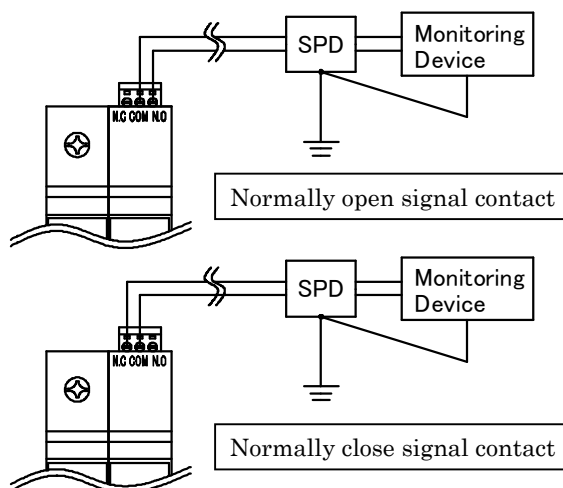 SPD
Monitoring
Device
N.C COM N.O
Normally open signal contact
SPD
Monitoring
Device
N.C COM N.O
Normally close signal contact